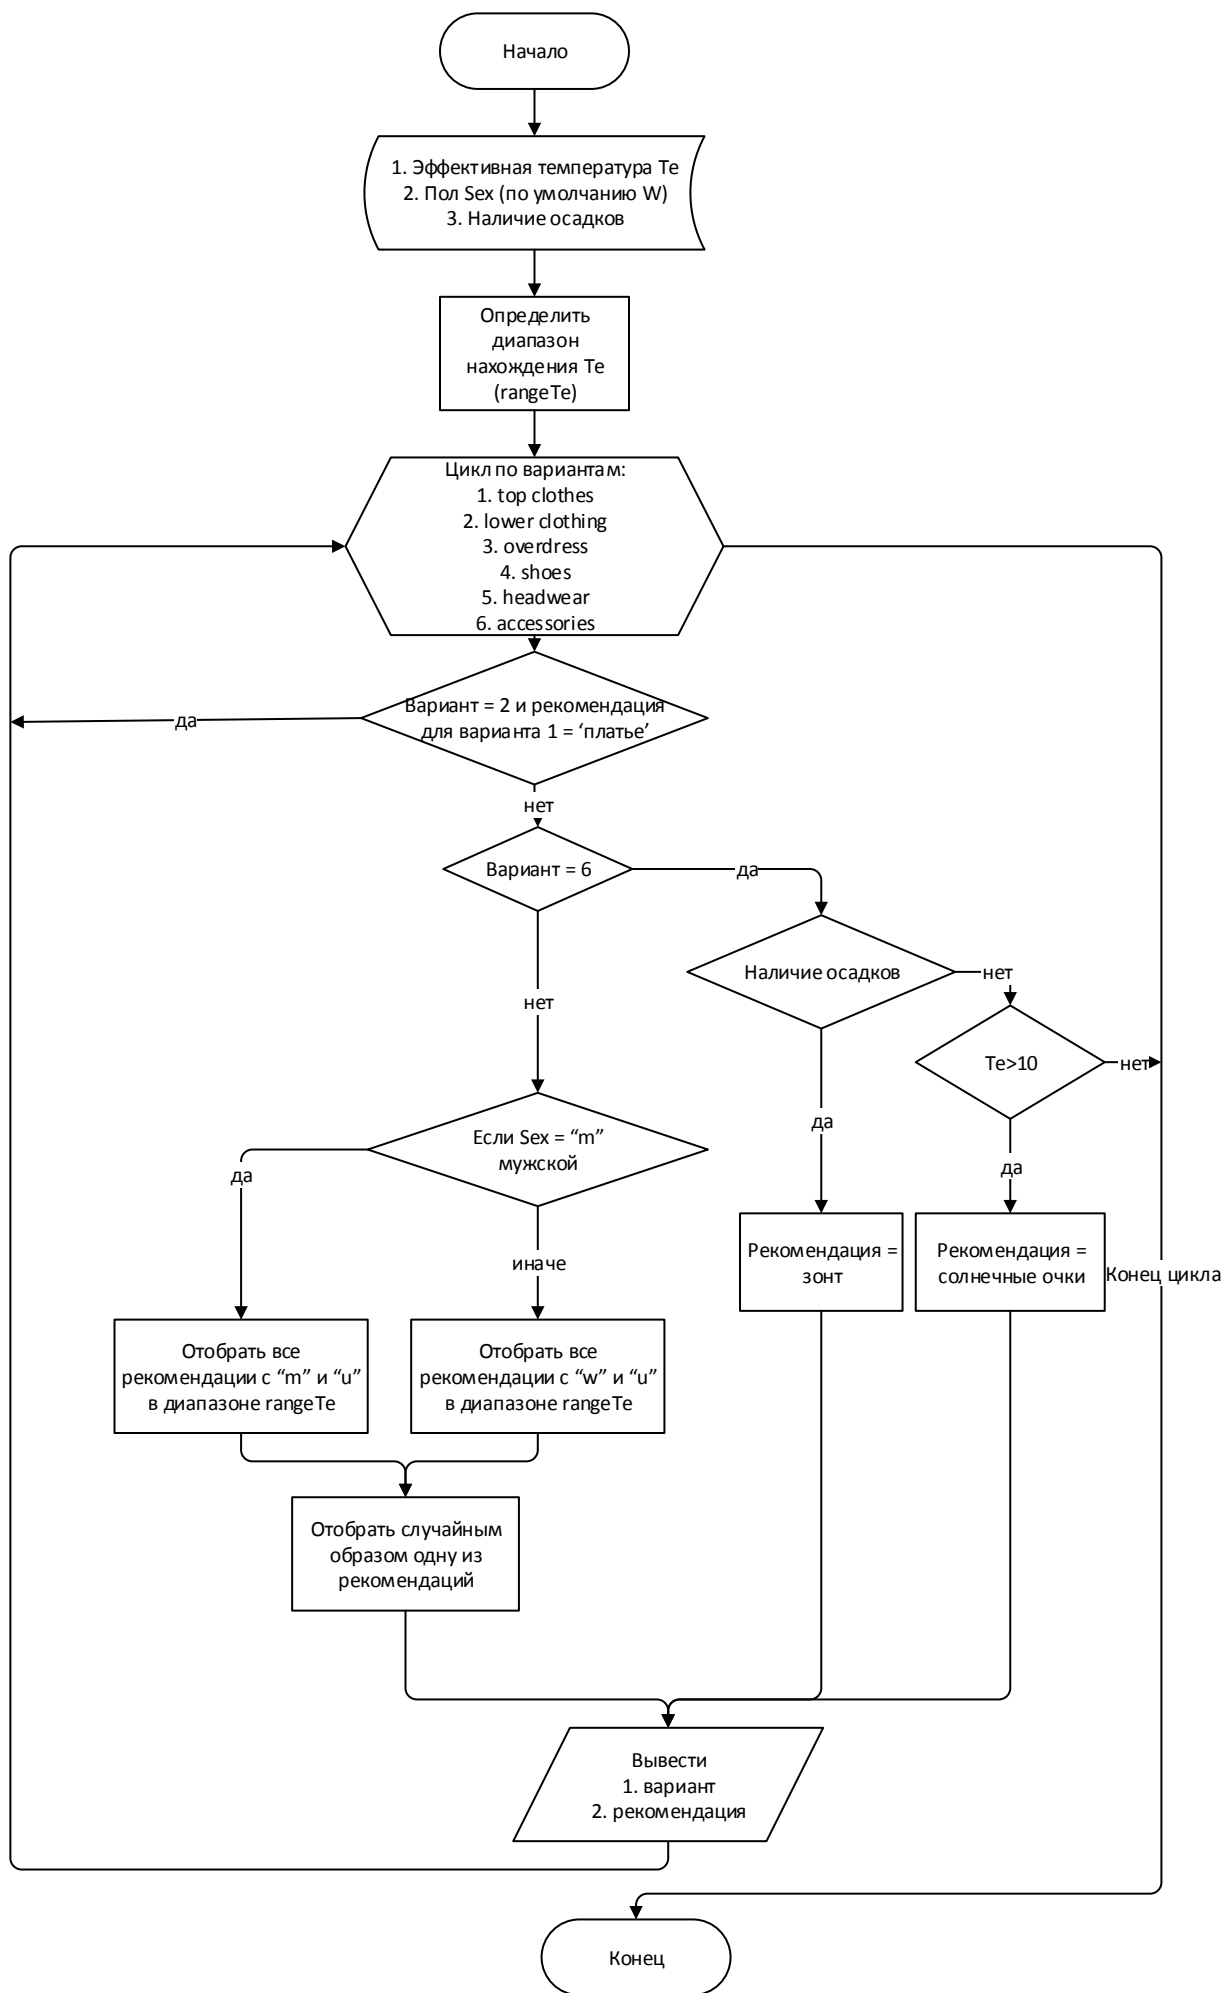 Начало
1. Эффективная температура Te
2. Пол Sex (по умолчанию W)
3. Наличие осадков
Определить
диапазон
нахождения Te
(rangeTe)
Цикл по вариантам:
1. top clothes
2. lower clothing
3. overdress
4. shoes
5. headwear
6. accessories
Вариант = 2 и рекомендация
для варианта 1 = ‘платье’
да
нет
Вариант = 6
да
Наличие осадков
нет
нет
Te>10
нет
да
Если Sex = “m”
мужской
да
да
иначе
Рекомендация =
зонт
Рекомендация =
солнечные очки
Конец цикла
Отобрать все
рекомендации с “m” и “u”
в диапазоне rangeTe
Отобрать все
рекомендации с “w” и “u”
в диапазоне rangeTe
Отобрать случайным
образом одну из
рекомендаций
Вывести
1. вариант
2. рекомендация
Конец